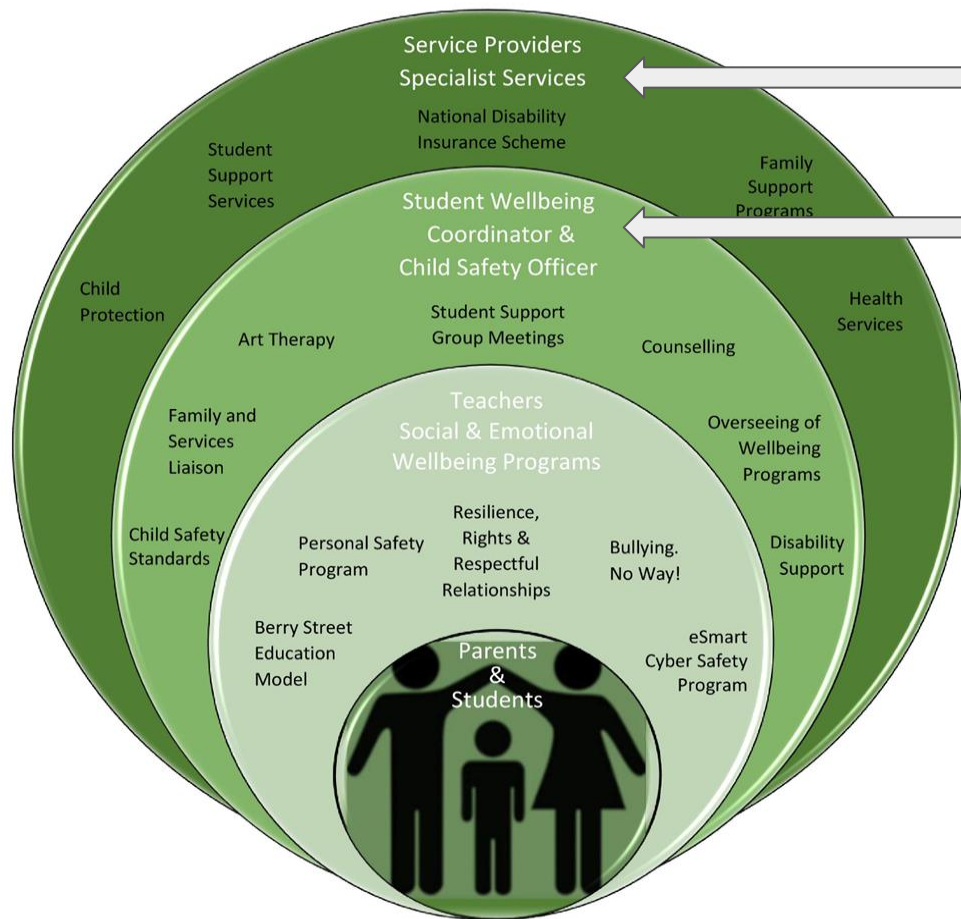 Service Providers
Specialist Services
National Disability
Insurance Scheme
Student
Support
Services
Family
Support
Programs
Child
Protection
Health
Services
Student Wellbeing
Coordinator &
Child Safety Officer
Student Support
Group Meetings
Art Therapy
Counselling
Family and
Services
Liaison
Overseeing of
Wellbeing
Programs
Child Safety
Standards
Disability
Support
Teachers
Social & Emotional
Wellbeing Programs
Resilience,
Rights &
Respectful
Relationships
Personal Safety
Program
Bullying.
No Way!
Berry Street
Education
Model
eSmart
Cyber Safety
Program
Parents
&
Students